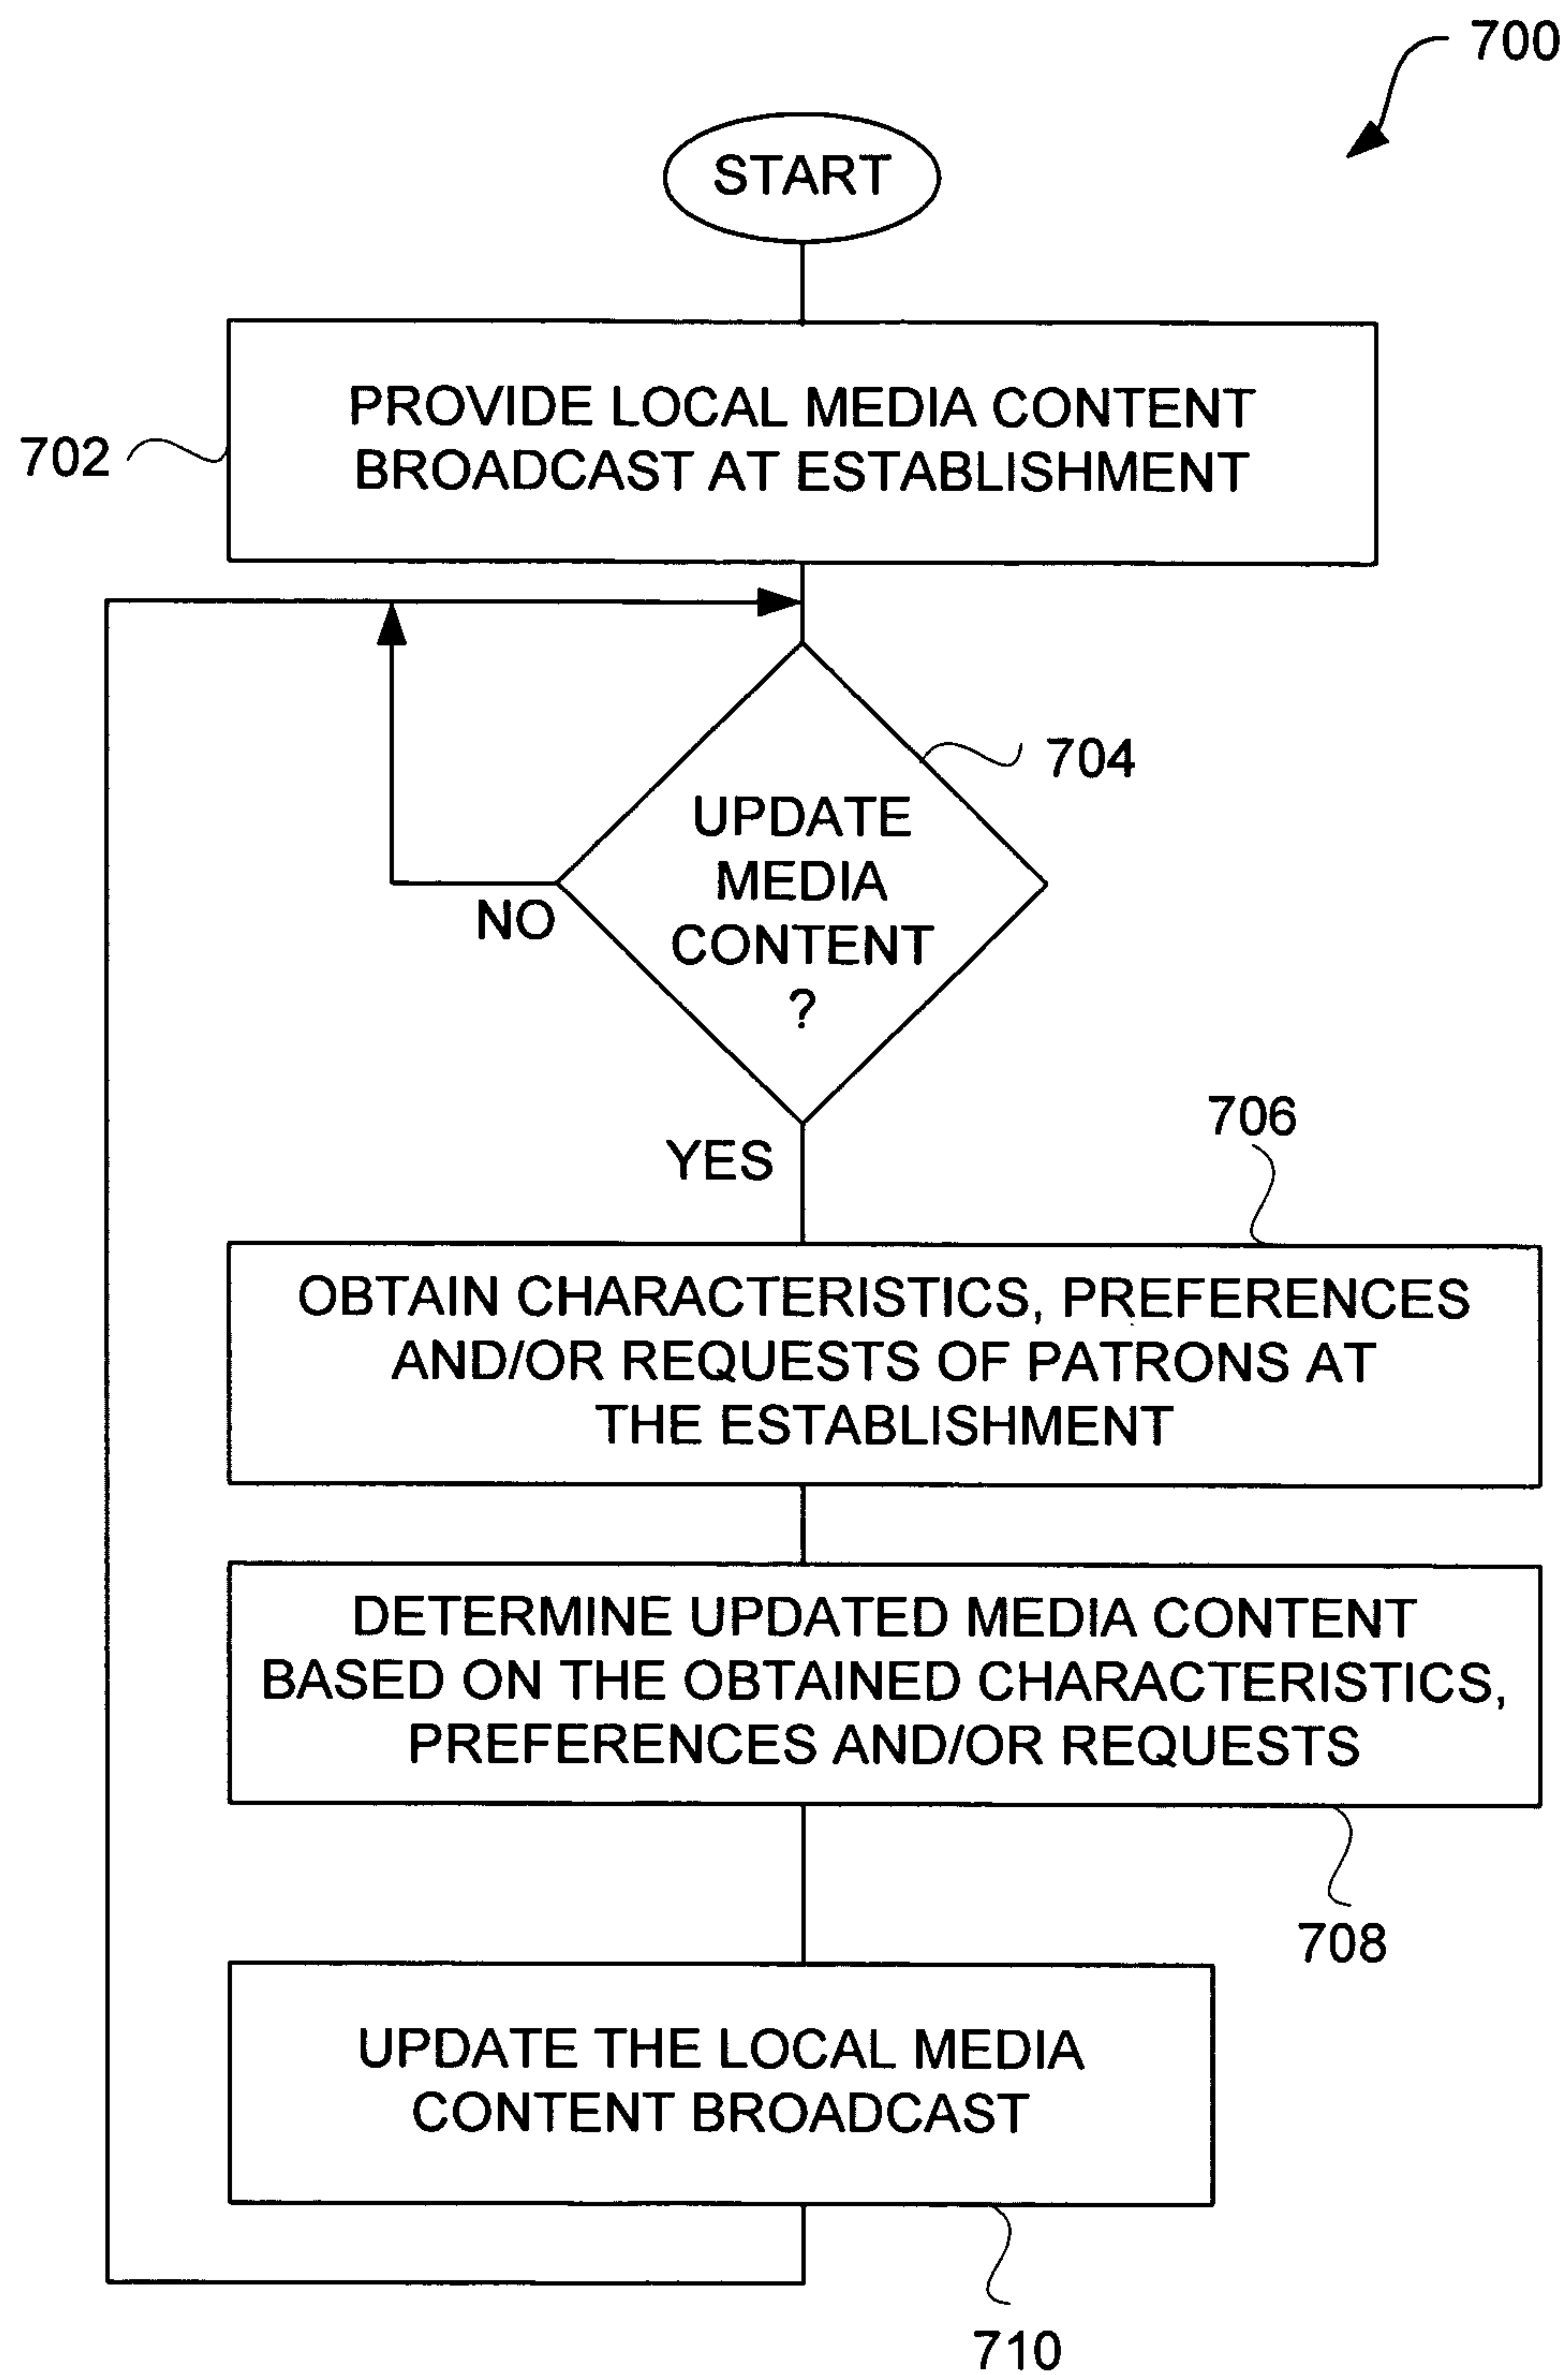 700
START
PROVIDE LOCAL MEDIA CONTENT
BROADCAST AT ESTABLISHMENT
702
704
UPDATE
MEDIA
CONTENT
?
NO
YES
706
OBTAIN CHARACTERISTICS, PREFERENCES
AND/OR REQUESTS OF PATRONS AT
THE ESTABLISHMENT
DETERMINE UPDATED MEDIA CONTENT
BASED ON THE OBTAINED CHARACTERISTICS,
PREFERENCES AND/OR REQUESTS
708
UPDATE THE LOCAL MEDIA
CONTENT BROADCAST
710